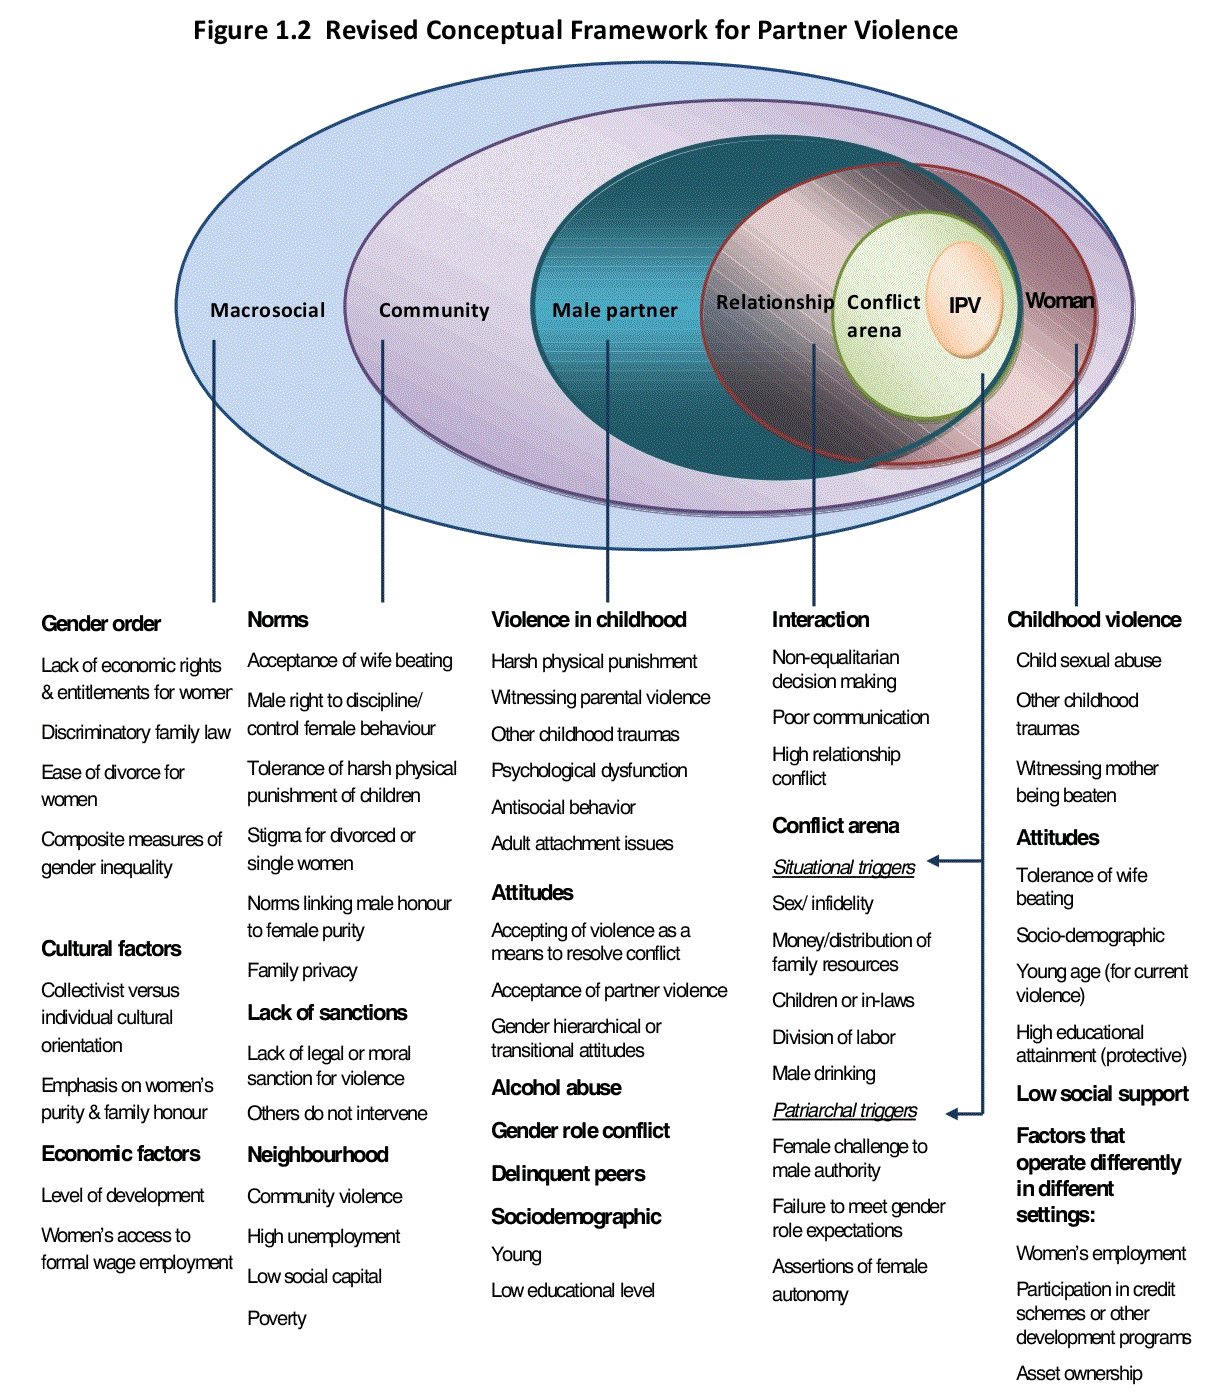 Figure 1.2  Revised Conceptual Framework for Partner Violence
Macrosocial
Community
Male partner
Relationship
Conflict
arena
IPV
Woman
Gender order
Lack of economic rights
& entitlements for women
Discriminatory family law
Ease of divorce for
women
Composite measures of
gender inequality
Cultural factors
Collectivist versus
individual cultural
orientation
Emphasis on women's
purity & family honour
Economic factors
Level of development
Women's access to
formal wage employment
Norms
Acceptance of wife beating
Male right to discipline/
control female behaviour
Tolerance of harsh physical
punishment of children
Stigma for divorced or
single women
Norms linking male honour
to female purity
Family privacy
Lack of sanctions
Lack of legal or moral
sanction for violence
Others do not intervene
Neighbourhood
Community violence
High unemployment
Low social capital
Poverty
Violence in childhood
Harsh physical punishment
Witnessing parental violence
Other childhood traumas
Psychological dysfunction
Antisocial behavior
Adult attachment issues
Attitudes
Accepting of violence as a
means to resolve conflict
Acceptance of partner violence
Gender hierarchical or
transitional attitudes
Alcohol abuse
Gender role conflict
Delinquent peers
Sociodemographic
Young
Low educational level
Interaction
Non-equalitarian
decision making
Poor communication
High relationship
conflict
Conflict arena
Situational triggers
Sex/ infidelity
Money/distribution of
family resources
Children or in-laws
Division of labor
Male drinking
Patriarchal triggers
Female challenge to
male authority
Failure to meet gender
role expectations
Assertions of female
autonomy
Childhood violence
Child sexual abuse
Other childhood
traumas
Witnessing mother
being beaten
Attitudes
Tolerance of wife
beating
Socio-demographic
Young age (for current
violence)
High educational
attainment (protective)
Low social support
Factors that
operate differently
in different
settings:
Women's employment
Participation in credit
schemes or other
development programs
Asset ownership